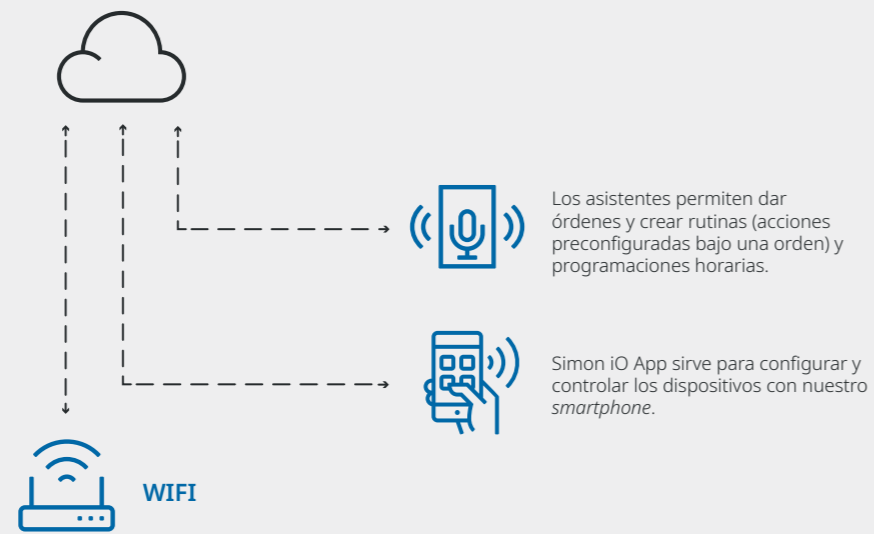 Los asistentes permiten dar
órdenes y crear rutinas (acciones
preconfiguradas bajo una orden) y
programaciones horarias.
Simon iO App sirve para configurar y
controlar los dispositivos con nuestro
smartphone.
WIFI